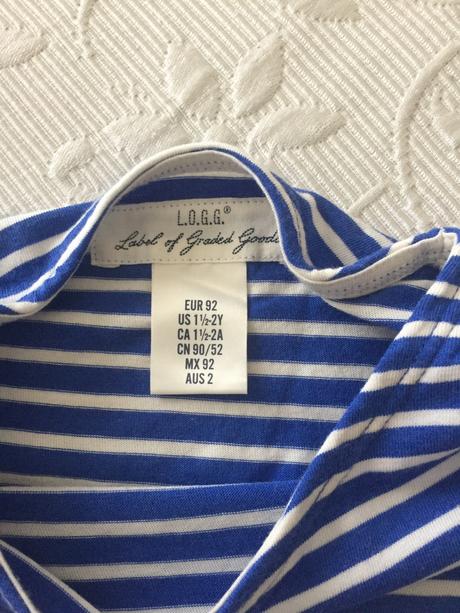 L.O.G.G.®
Label of Graded Goods
EUR 92
US 1½-2Y
CA 1½-2A
CN 90/52
MX 92
AUS 2